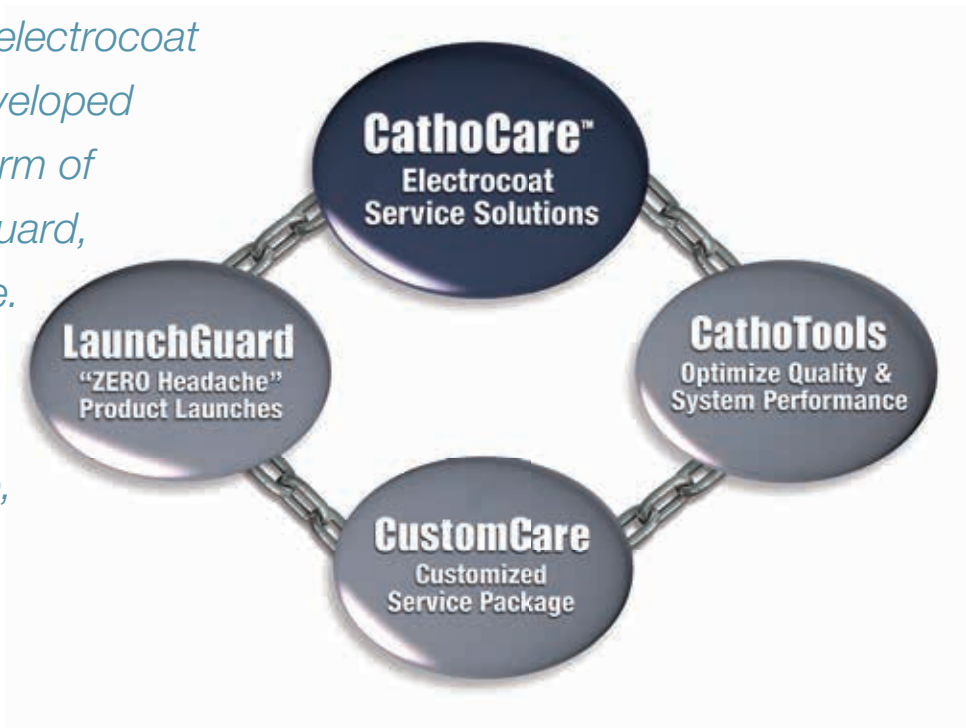 electrocoat
veloped
rm of
uard,
e.
CathoCare™
Electrocoat
Service Solutions
LaunchGuard
“ZERO Headache”
Product Launches
CathoTools
Optimize Quality &
System Performance
CustomCare
Customized
Service Package